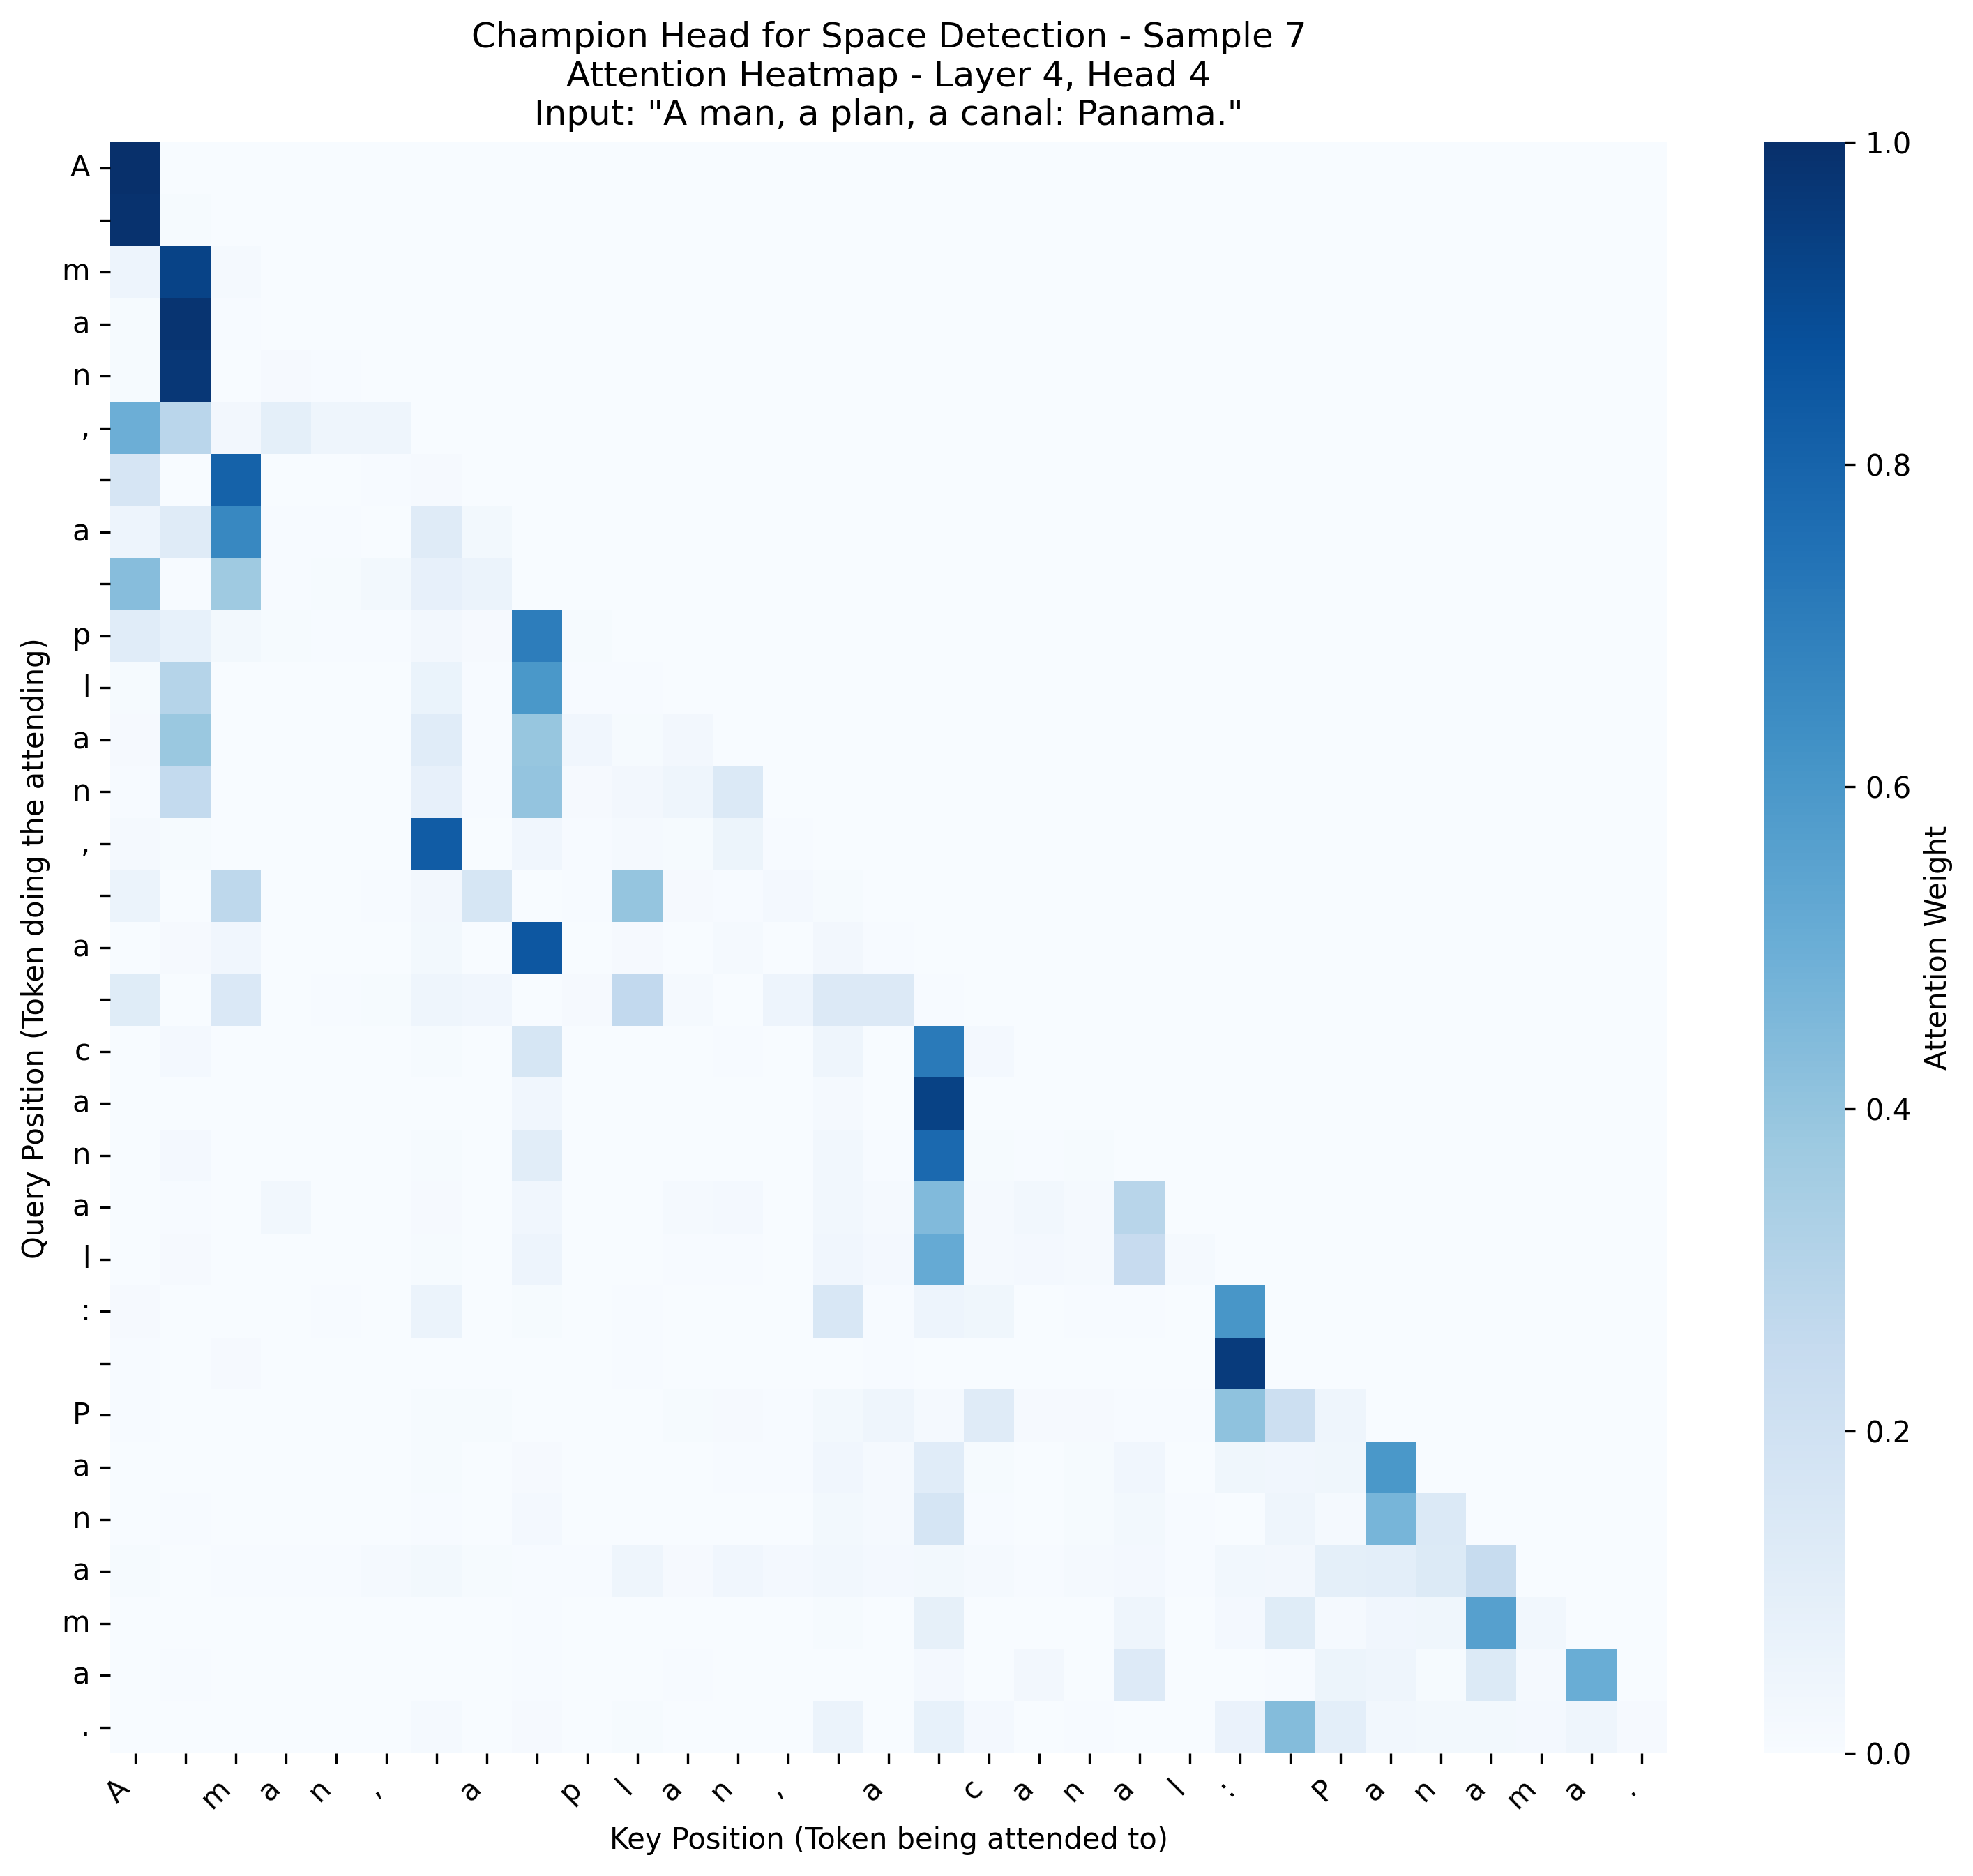 Champion Head for Space Detection - Sample 7
Attention Heatmap - Layer 4, Head 4
Input: "A man, a plan, a canal: Panama."
A
m
a
n
,
a
p
l
a
n
,
a
c
a
n
a
l
:
P
a
n
a
m
a
.
Query Position (Token doing the attending)
A m a n , a p l a n , a c a n a l : P a n a m a .
Key Position (Token being attended to)
1.0
0.8
0.6
0.4
0.2
0.0
Attention Weight